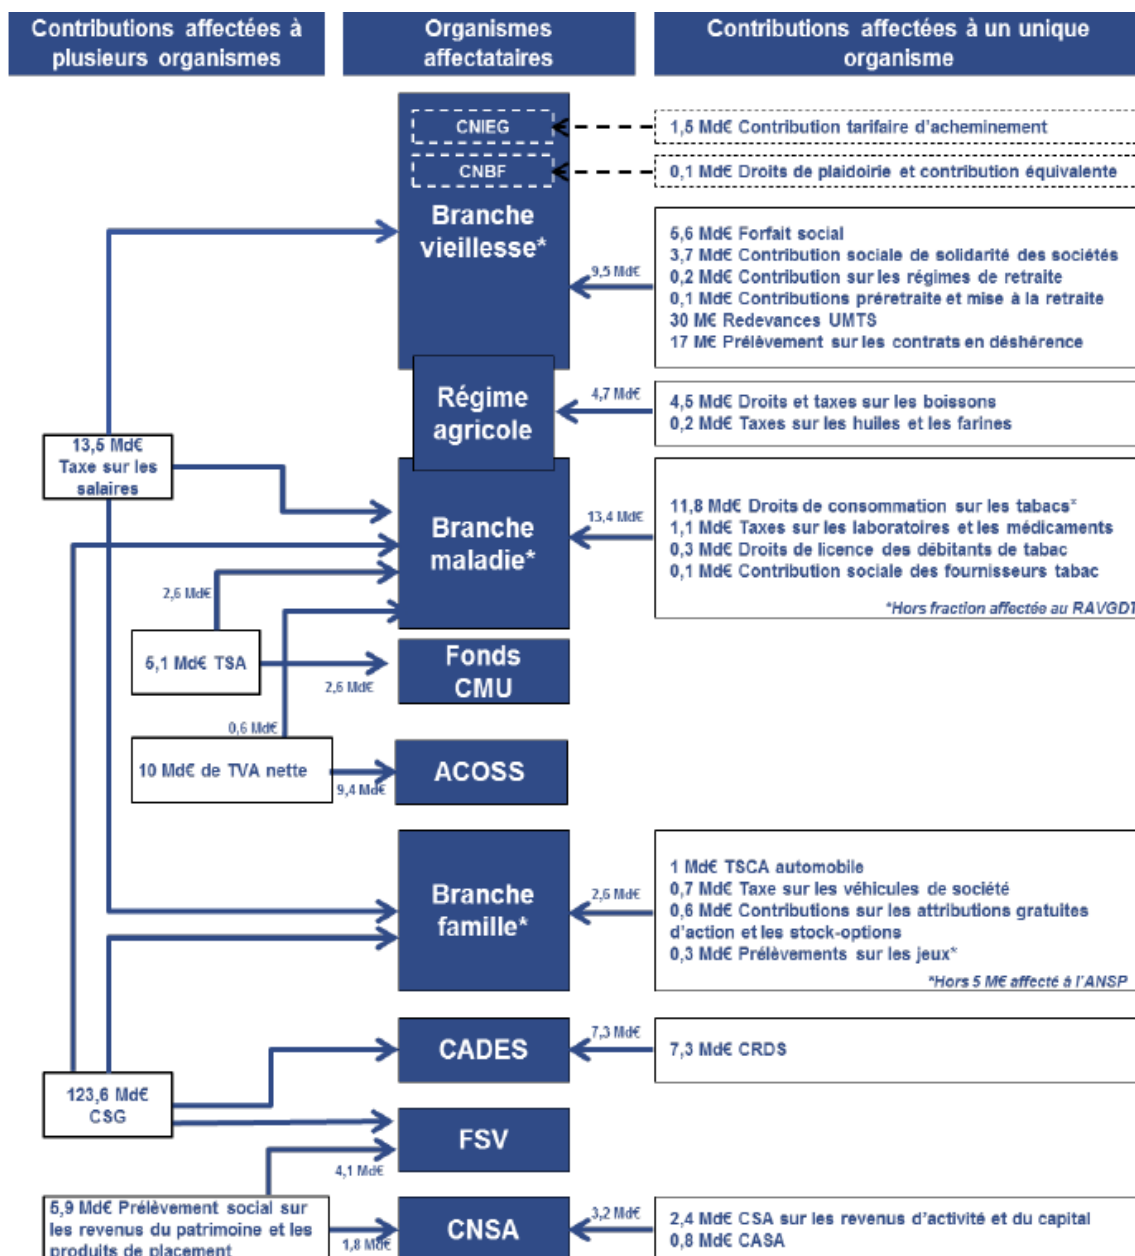 Contributions affectées à
plusieurs organismes
Organismes
affectataires
Contributions affectées à un unique
organisme
CNIEG
1,5 Md€ Contribution tarifaire d'acheminement
CNBF
0,1 Md€ Droits de plaidoirie et contribution équivalente
Branche
vieillesse*
9,5 Md€
5,6 Md€ Forfait social
3,7 Md€ Contribution sociale de solidarité des sociétés
0,2 Md€ Contribution sur les régimes de retraite
0,1 Md€ Contributions préretraite et mise à la retraite
30 M€ Redevances UMTS
17 M€ Prélèvement sur les contrats en déshérence
Régime
agricole
4,7 Md€
4,5 Md€ Droits et taxes sur les boissons
0,2 Md€ Taxes sur les huiles et les farines
13,5 Md€
Taxe sur les
salaires
Branche
maladie*
13,4 Md€
11,8 Md€ Droits de consommation sur les tabacs*
1,1 Md€ Taxes sur les laboratoires et les médicaments
0,3 Md€ Droits de licence des débitants de tabac
0,1 Md€ Contribution sociale des fournisseurs tabac
*Hors fraction affectée au RAVGDT
2,6 Md€
5,1 Md€ TSA
2,6 Md€
Fonds
CMU
0,6 Md€
10 Md€ de TVA nette
9,4 Md€
ACOSS
Branche
famille*
2,6 Md€
1 Md€ TSCA automobile
0,7 Md€ Taxe sur les véhicules de société
0,6 Md€ Contributions sur les attributions gratuites
d'action et les stock-options
0,3 Md€ Prélèvements sur les jeux*
*Hors 5 M€ affecté à l'ANSP
CADES
7,3 Md€
7,3 Md€ CRDS
123,6 Md€
CSG
FSV
4,1 Md€
5,9 Md€ Prélèvement social sur
les revenus du patrimoine et les
produits de placement
1,8 Md€
CNSA
3,2 Md€
2,4 Md€ CSA sur les revenus d'activité et du capital
0,8 Md€ CASA